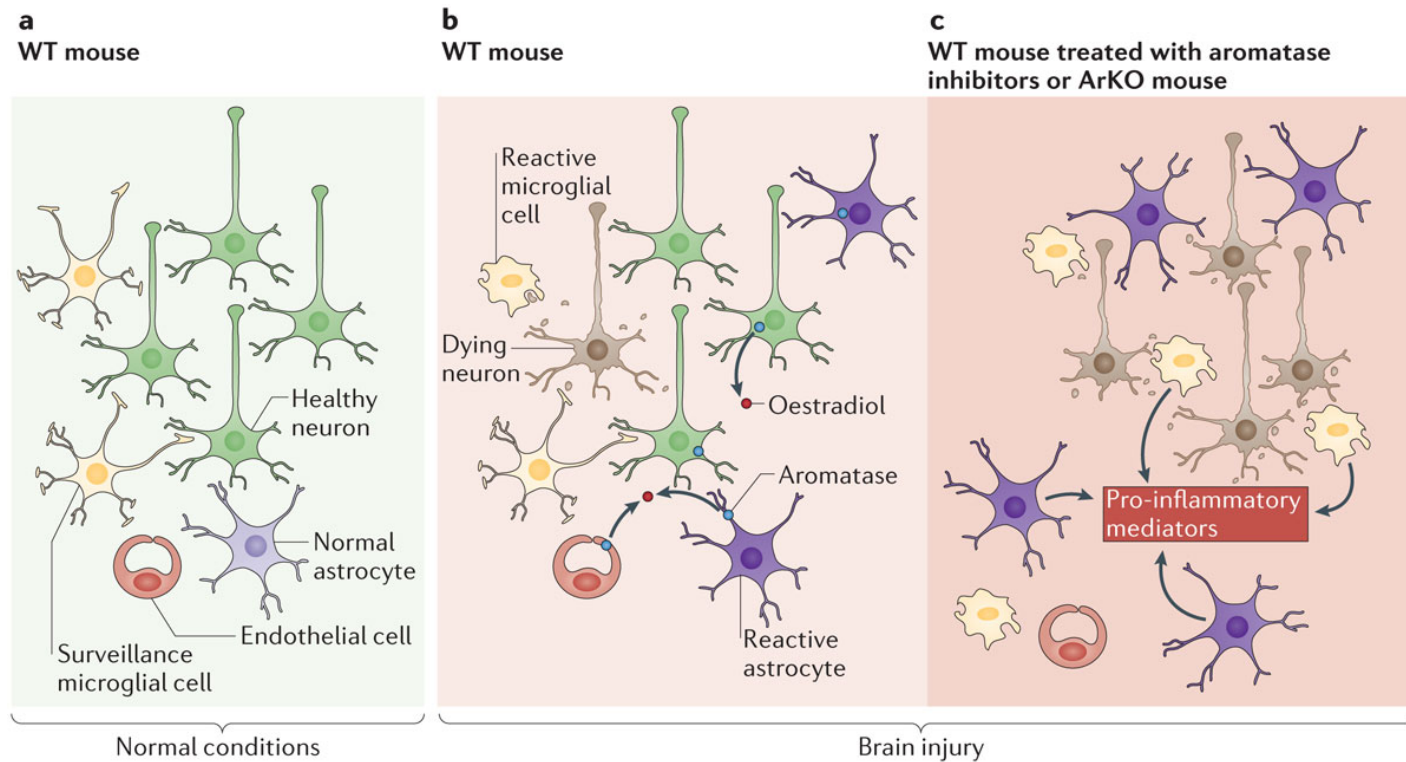 a
WT mouse
Healthy
neuron
Normal
astrocyte
Endothelial cell
Surveillance
microglial cell
Normal conditions
b
WT mouse
Reactive
microglial
cell
Dying
neuron
Oestradiol
Aromatase
Reactive
astrocyte
c
WT mouse treated with aromatase
inhibitors or ArKO mouse
Pro-inflammatory
mediators
Brain injury